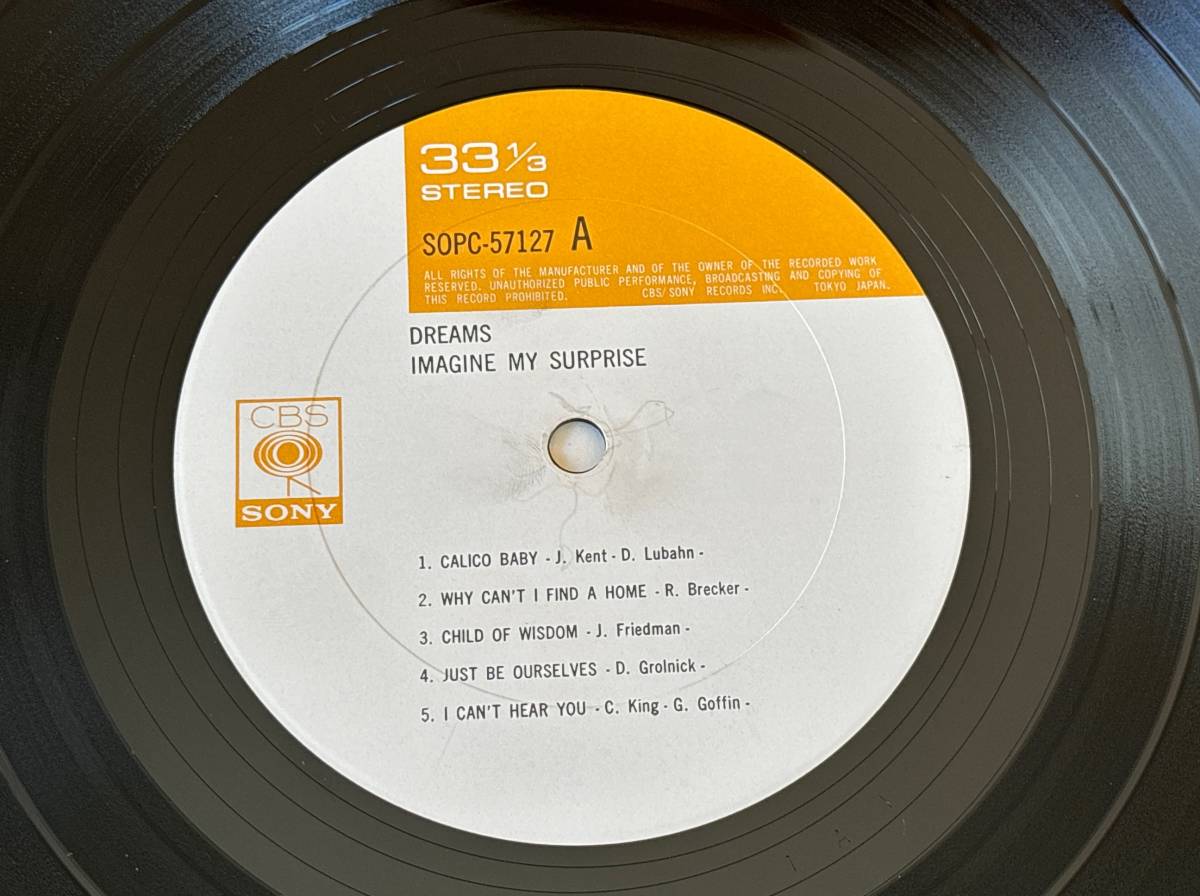 33 1/3
STEREO
SOPC-57127 A
ALL RIGHTS OF THE MANUFACTURER AND OF THE OWNER OF THE RECORDED WORK
RESERVED. UNAUTHORIZED PUBLIC PERFORMANCE, BROADCASTING AND COPYING OF
THIS RECORD PROHIBITED. CBS/SONY RECORDS INC. TOKYO JAPAN.
DREAMS
IMAGINE MY SURPRISE
CBS
SONY
1. CALICO BABY - J. Kent - D. Lubahn -
2. WHY CAN'T I FIND A HOME - R. Brecker -
3. CHILD OF WISDOM - J. Friedman -
4. JUST BE OURSELVES - D. Grolnick -
5. I CAN'T HEAR YOU - C. King - G. Goffin -
1 A